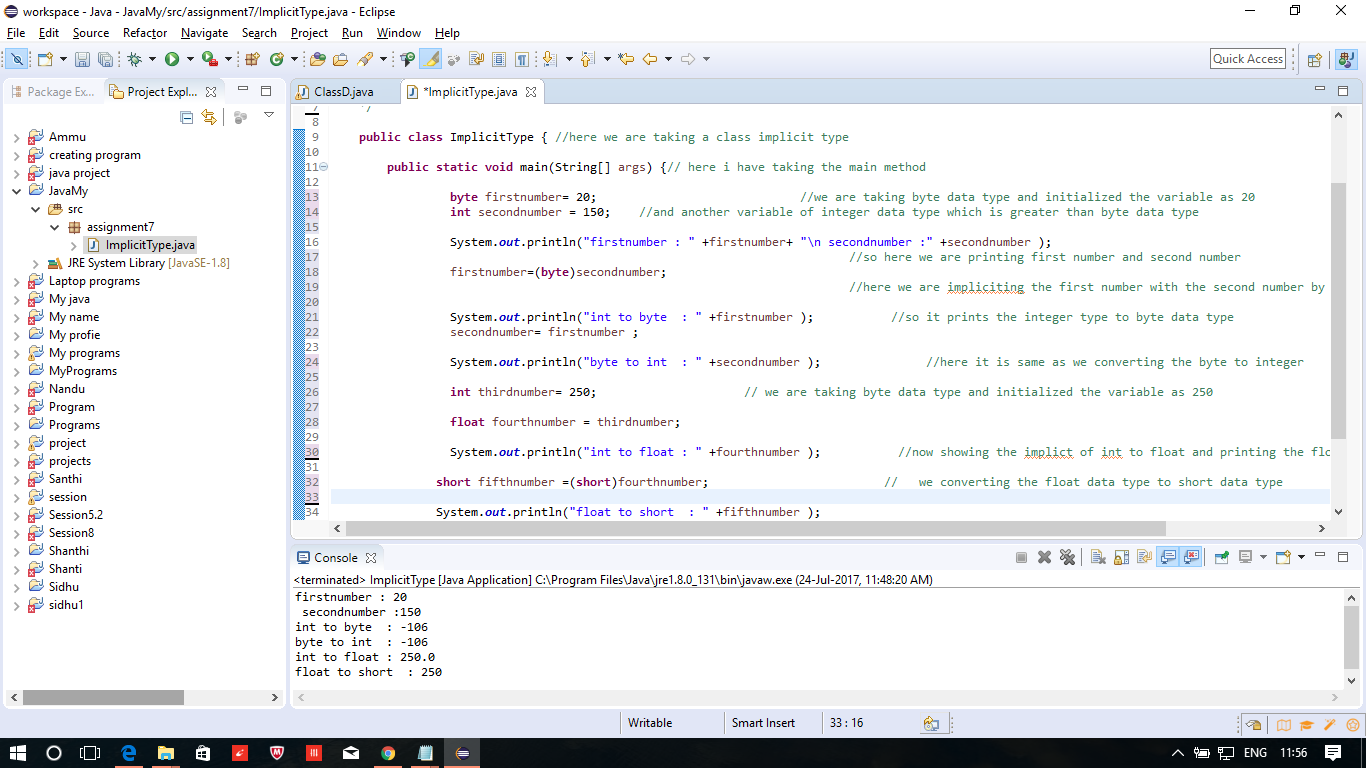 workspace - Java - JavaMy/src/assignment7/ImplicitType.java - Eclipse
File Edit Source Refactor Navigate Search Project Run Window Help
Quick Access
Package Ex... Project Expl...
Ammu
creating program
java project
JavaMy
src
assignment7
ImplicitType.java
JRE System Library [JavaSE-1.8]
Laptop programs
My java
My name
My profie
My programs
MyPrograms
Nandu
Program
Programs
project
projects
Santhi
session
Session5.2
Session8
Shanthi
Shanti
Sidhu
sidhu1
ClassD.java *ImplicitType.java
7 */
8
9 public class ImplicitType { //here we are taking a class implicit type
10
11 public static void main(String[] args) {// here i have taking the main method
12
13 byte firstnumber= 20; //we are taking byte data type and initialized the variable as 20
14 int secondnumber = 150; //and another variable of integer data type which is greater than byte data type
15
16 System.out.println("firstnumber : " +firstnumber+ "\n secondnumber :" +secondnumber );
17 //so here we are printing first number and second number
18 firstnumber=(byte)secondnumber;
19 //here we are impliciting the first number with the second number by
20
21 System.out.println("int to byte  : " +firstnumber ); //so it prints the integer type to byte data type
22 secondnumber= firstnumber ;
23
24 System.out.println("byte to int  : " +secondnumber ); //here it is same as we converting the byte to integer
25
26 int thirdnumber= 250; // we are taking byte data type and initialized the variable as 250
27
28 float fourthnumber = thirdnumber;
29
30 System.out.println("int to float : " +fourthnumber ); //now showing the implict of int to float and printing the flo
31
32 short fifthnumber =(short)fourthnumber; //   we converting the float data type to short data type
33
34 System.out.println("float to short  : " +fifthnumber );
Console
<terminated> ImplicitType [Java Application] C:\Program Files\Java\jre1.8.0_131\bin\javaw.exe (24-Jul-2017, 11:48:20 AM)
firstnumber : 20
 secondnumber :150
int to byte  : -106
byte to int  : -106
int to float : 250.0
float to short  : 250
Writable Smart Insert 33 : 16
ENG 11:56